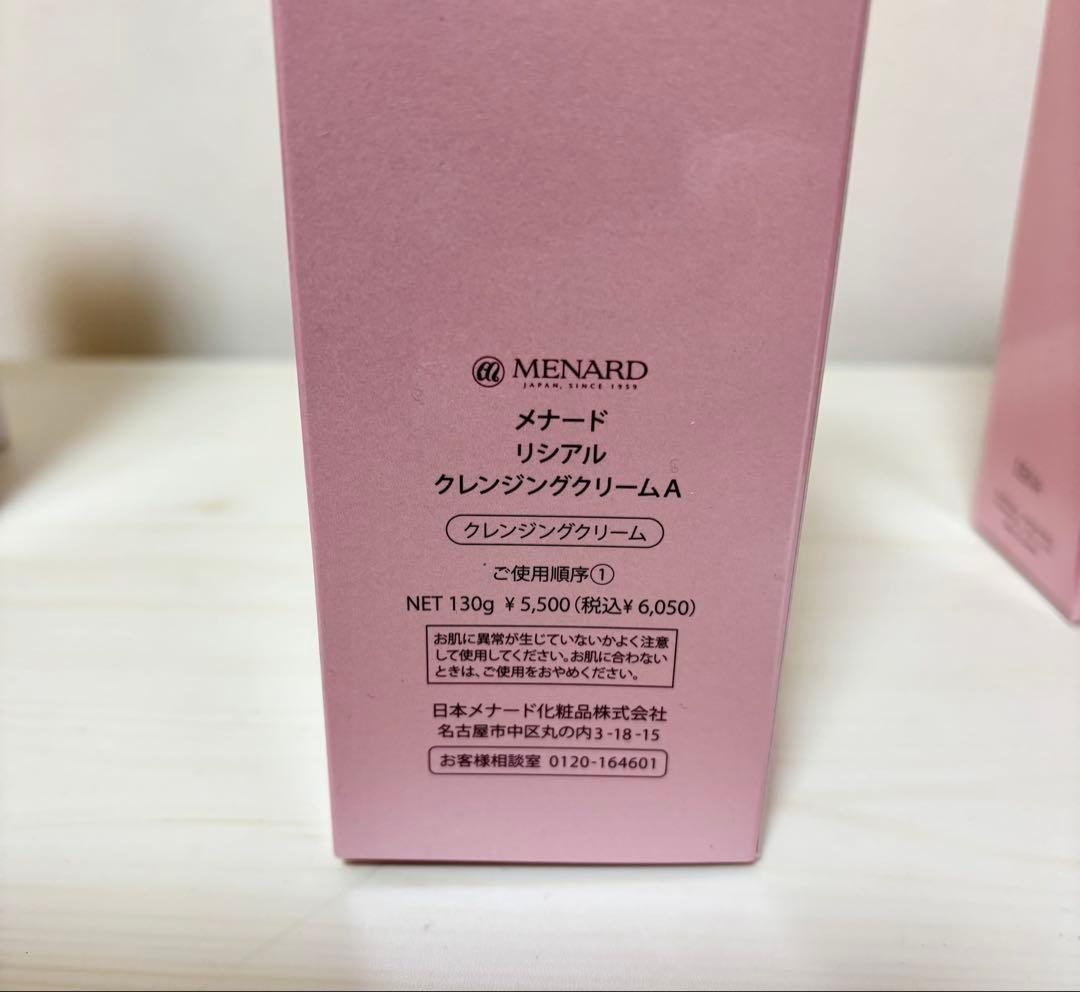 MENARD
JAPAN, SINCE 1959
メナード
リシアル
クレンジングクリームA
クレンジングクリーム
ご使用順序①
NET 130g ¥5,500(税込¥6,050)
お肌に異常が生じていないかよく注意
して使用してください。お肌に合わない
ときは、ご使用をおやめください。
日本メナード化粧品株式会社
名古屋市中区丸の内3-18-15
お客様相談室 0120-164601